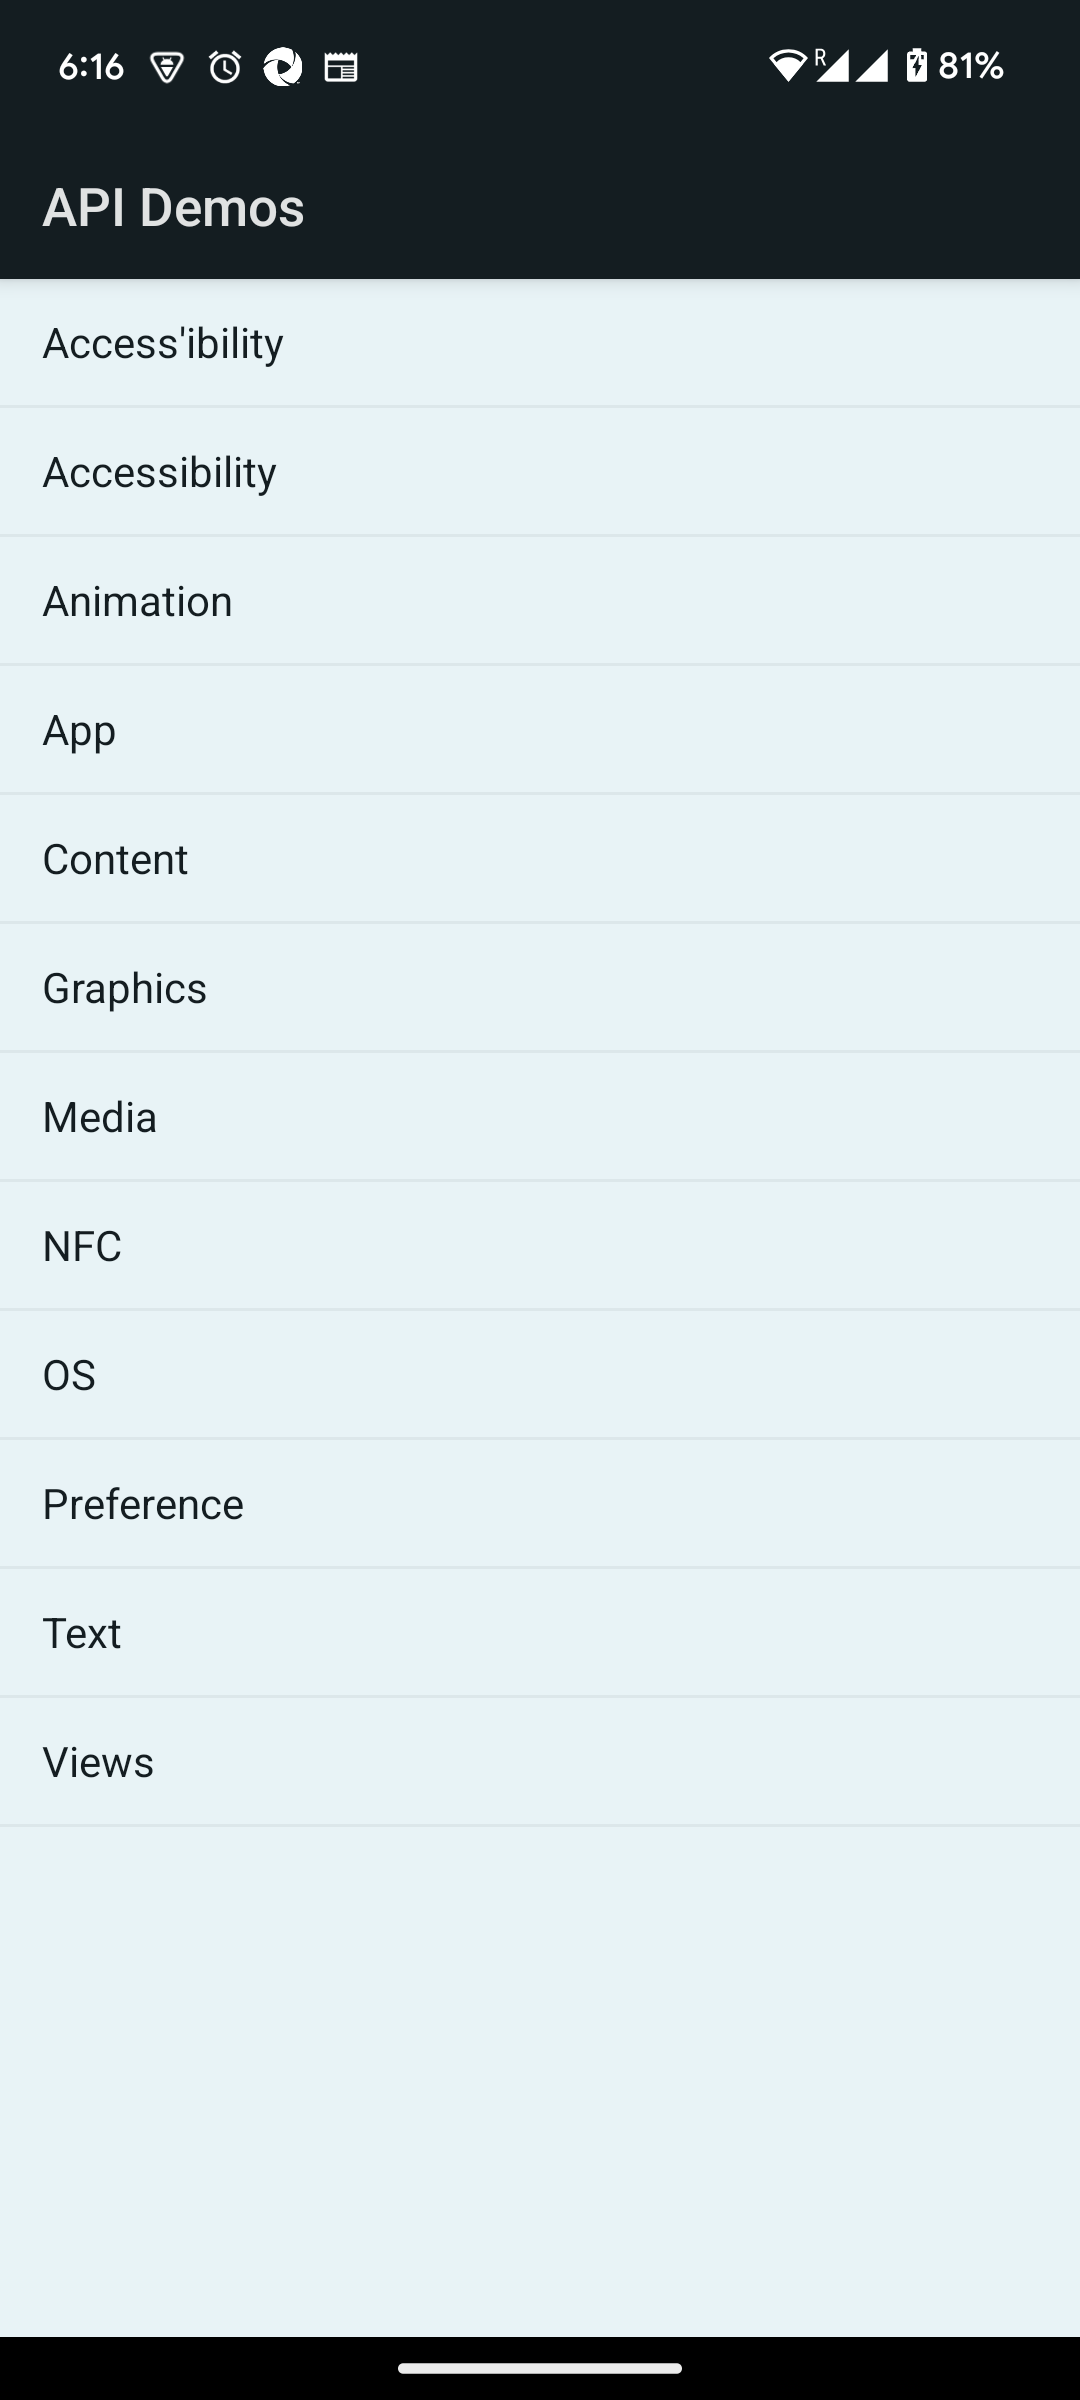 6:16 R 81%
API Demos
Access'ibility
Accessibility
Animation
App
Content
Graphics
Media
NFC
OS
Preference
Text
Views